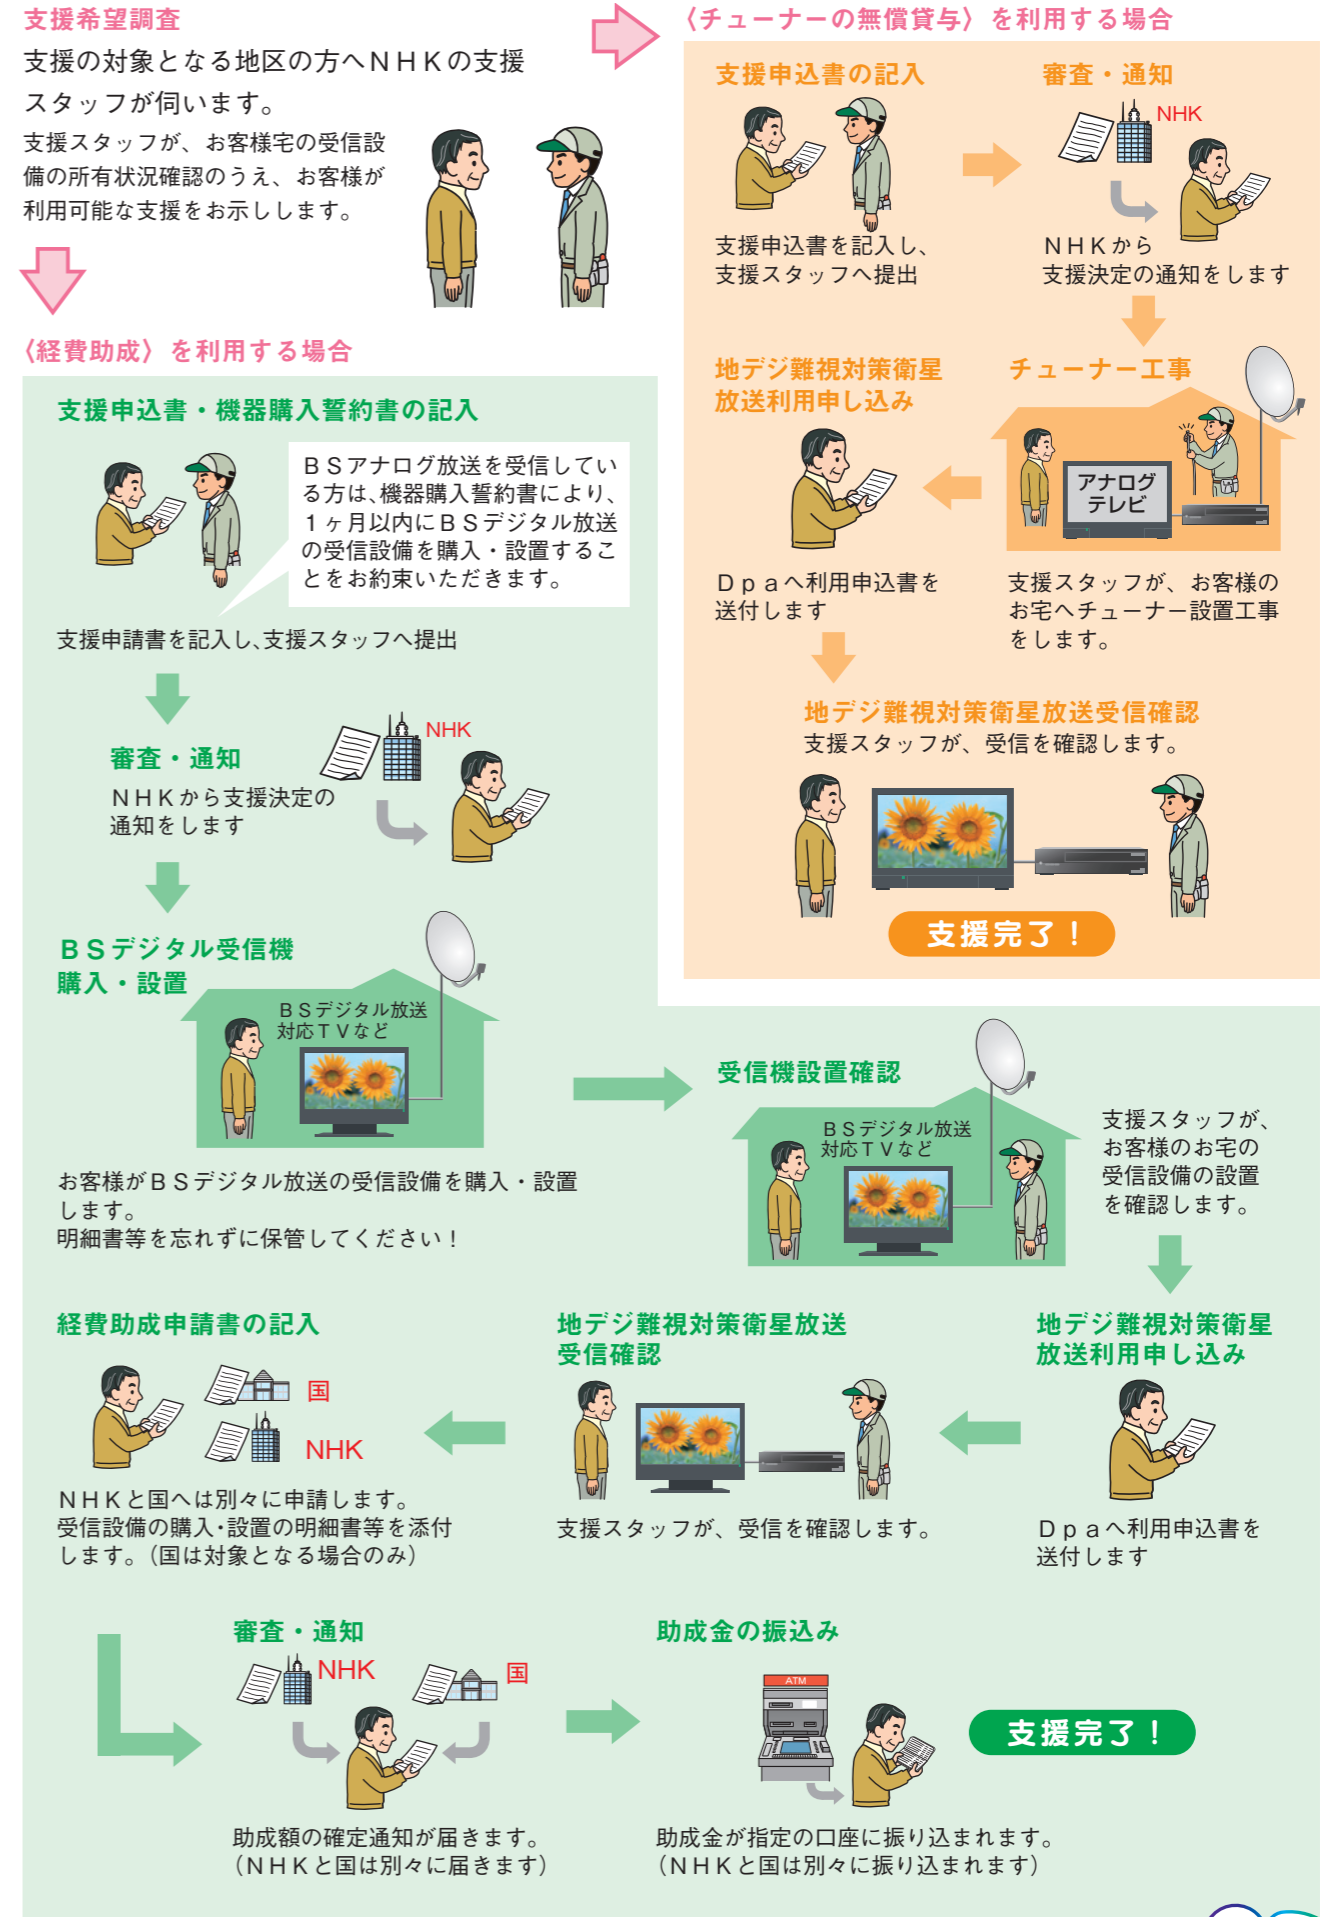 支援希望調査
支援の対象となる地区の方へＮＨＫの支援
スタッフが伺います。
支援スタッフが、お客様宅の受信設
備の所有状況確認のうえ、お客様が
利用可能な支援をお示しします。
〈チューナーの無償貸与〉を利用する場合
支援申込書の記入
支援申込書を記入し、
支援スタッフへ提出
審査・通知
NHK
ＮＨＫから
支援決定の通知をします
チューナー工事
アナログ
テレビ
支援スタッフが、お客様の
お宅へチューナー設置工事
をします。
地デジ難視対策衛星
放送利用申し込み
Ｄｐａへ利用申込書を
送付します
地デジ難視対策衛星放送受信確認
支援スタッフが、受信を確認します。
支援完了！
〈経費助成〉を利用する場合
支援申込書・機器購入誓約書の記入
ＢＳアナログ放送を受信してい
る方は、機器購入誓約書により、
１ヶ月以内にＢＳデジタル放送
の受信設備を購入・設置するこ
とをお約束いただきます。
支援申請書を記入し、支援スタッフへ提出
審査・通知
NHK
ＮＨＫから支援決定の
通知をします
ＢＳデジタル受信機
購入・設置
ＢＳデジタル放送
対応ＴＶなど
お客様がＢＳデジタル放送の受信設備を購入・設置
します。
明細書等を忘れずに保管してください！
受信機設置確認
ＢＳデジタル放送
対応ＴＶなど
支援スタッフが、
お客様のお宅の
受信設備の設置
を確認します。
地デジ難視対策衛星
放送利用申し込み
Ｄｐａへ利用申込書を
送付します
地デジ難視対策衛星放送
受信確認
支援スタッフが、受信を確認します。
経費助成申請書の記入
国
NHK
ＮＨＫと国へは別々に申請します。
受信設備の購入・設置の明細書等を添付
します。（国は対象となる場合のみ）
審査・通知
NHK
国
助成額の確定通知が届きます。
（ＮＨＫと国は別々に届きます）
助成金の振込み
ATM
助成金が指定の口座に振り込まれます。
（ＮＨＫと国は別々に振り込まれます）
支援完了！